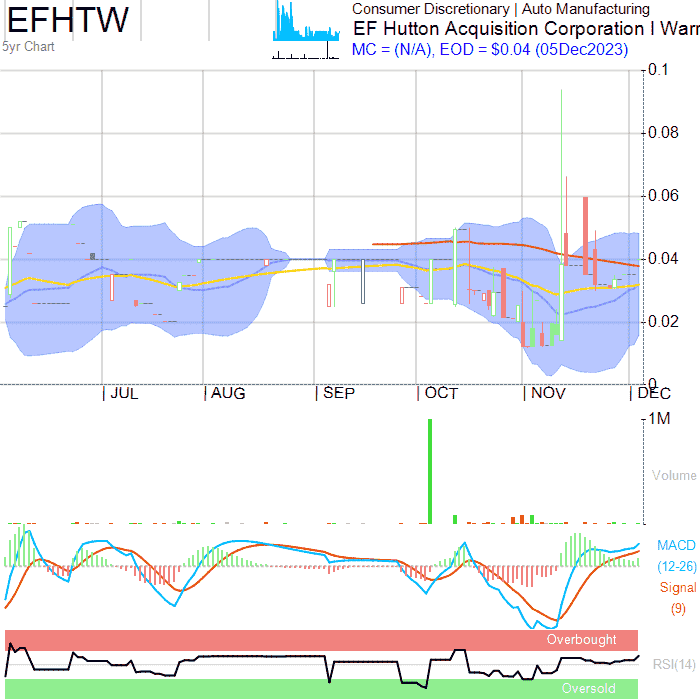 EFHTW
5yr Chart
Consumer Discretionary | Auto Manufacturing
EF Hutton Acquisition Corporation I Warr
MC = (N/A), EOD = $0.04 (05Dec2023)
0.1
0.08
0.06
0.04
0.02
0
JUL
AUG
SEP
OCT
NOV
DEC
1M
Volume
MACD
(12-26)
Signal
(9)
Overbought
RSI(14)
Oversold